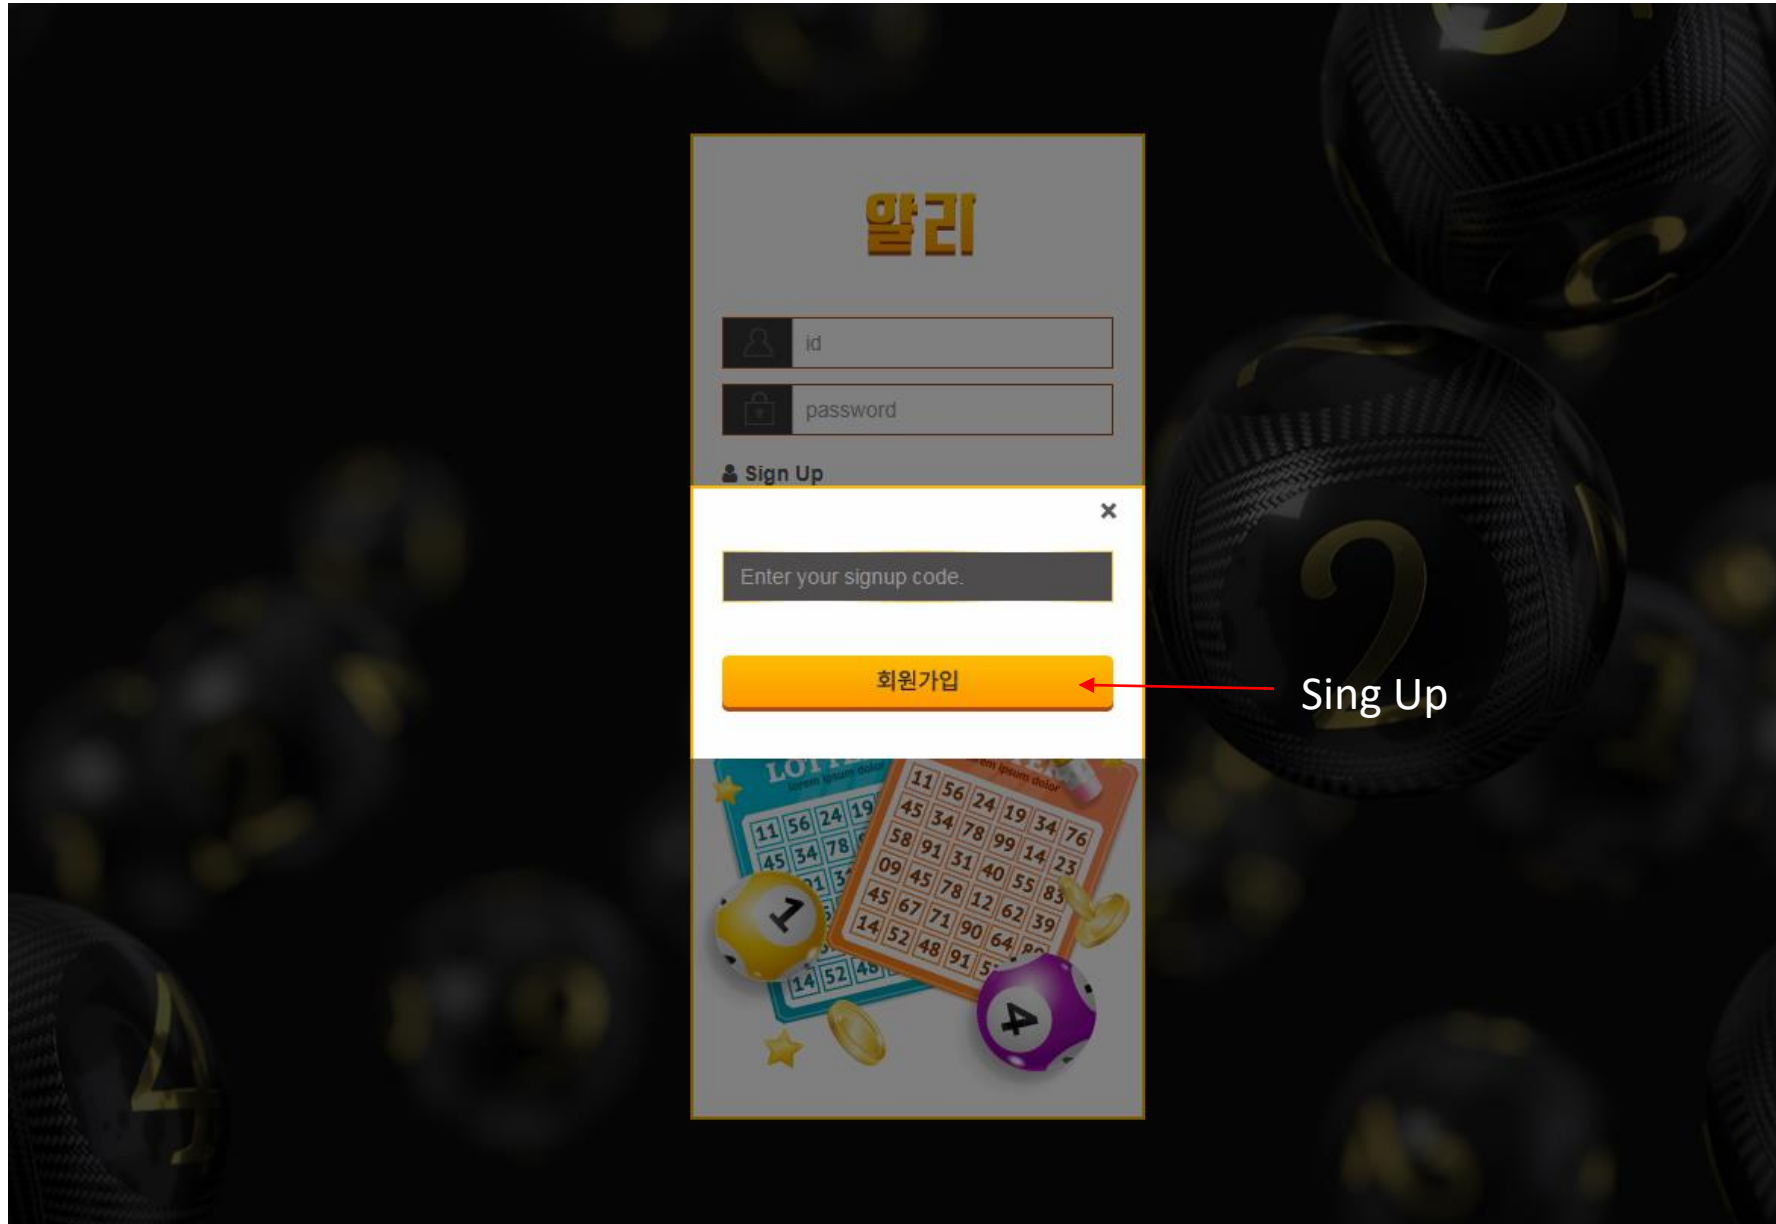 알리
id
password
Sign Up
×
Enter your signup code.
회원가입
Sing Up
lorem ipsum dolor
11 56 24 19
45 34 78
14 52 48
11 56 24 19 34 76
45 34 78 99 14 23
58 91 31 40 55 83
09 45 78 12 62 39
45 67 71 90 64
14 52 48 91
1
4
2
4